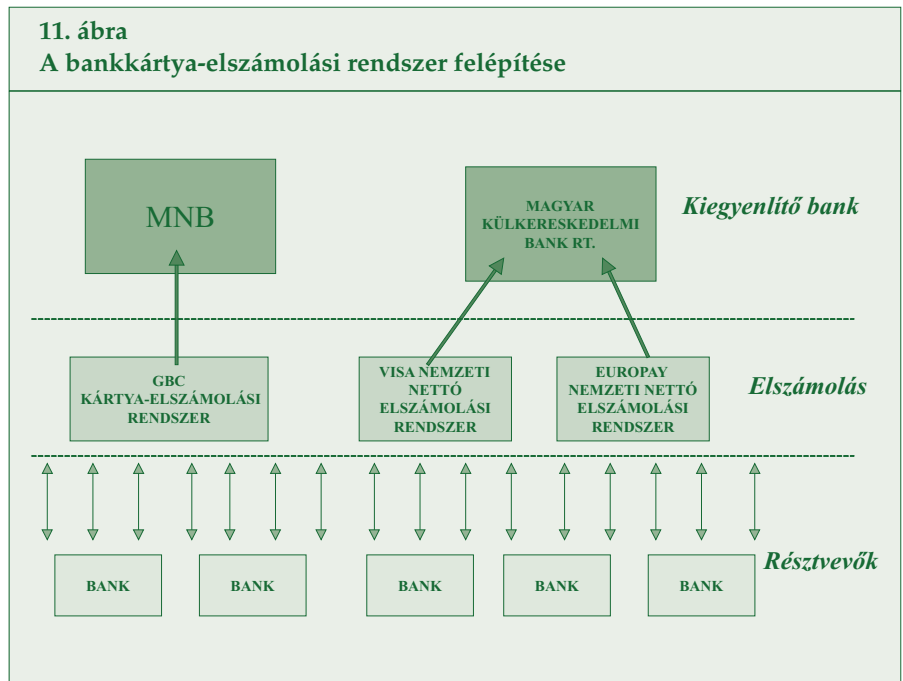 11. ábra
A bankkártya-elszámolási rendszer felépítése
MNB
MAGYAR
KÜLKERESKEDELMI
BANK RT.
Kiegyenlítő bank
GBC
KÁRTYA-ELSZÁMOLÁSI
RENDSZER
VISA NEMZETI
NETTÓ
ELSZÁMOLÁSI
RENDSZER
EUROPAY
NEMZETI NETTÓ
ELSZÁMOLÁSI
RENDSZER
Elszámolás
BANK
BANK
BANK
BANK
BANK
Résztvevők